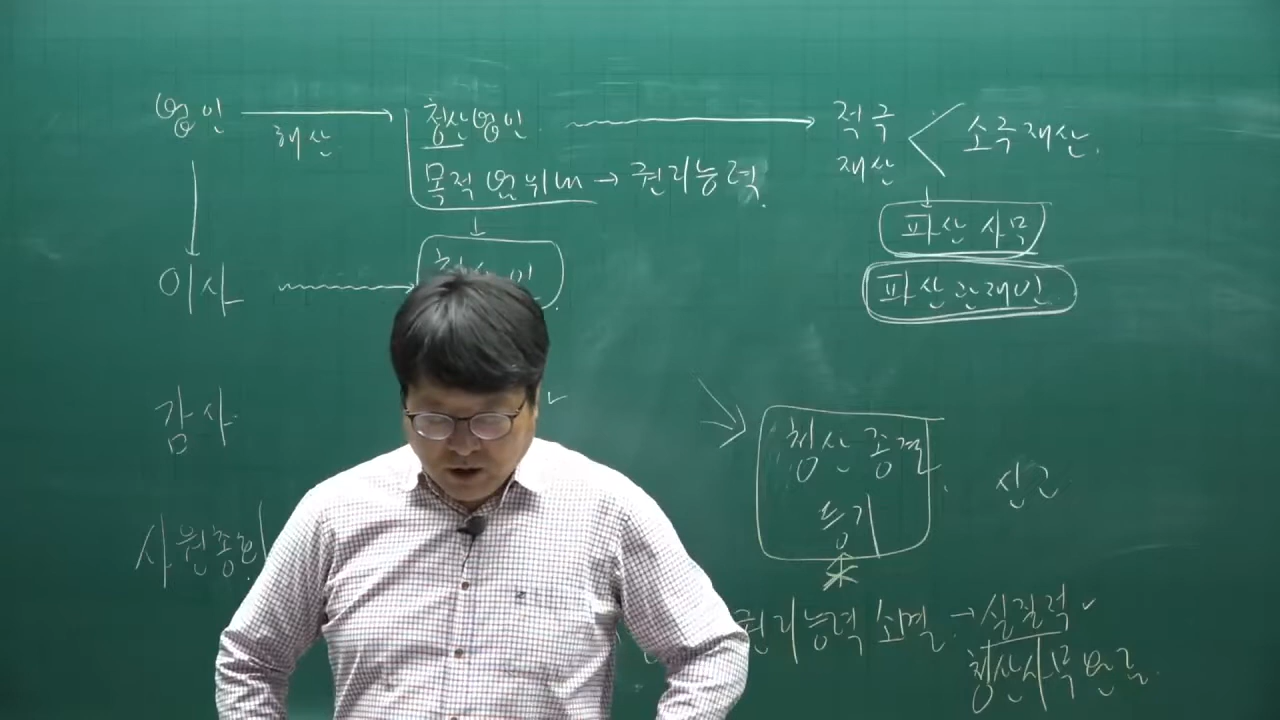 법인
해산
청산법인
목적 범위 내 → 권리능력.
적극
재산
소극재산.
파산 사무
파산관재인
이사
감사
사원총회
청산 종결
등기
신고
권리능력 소멸 → 실질적
청산사무 완료.